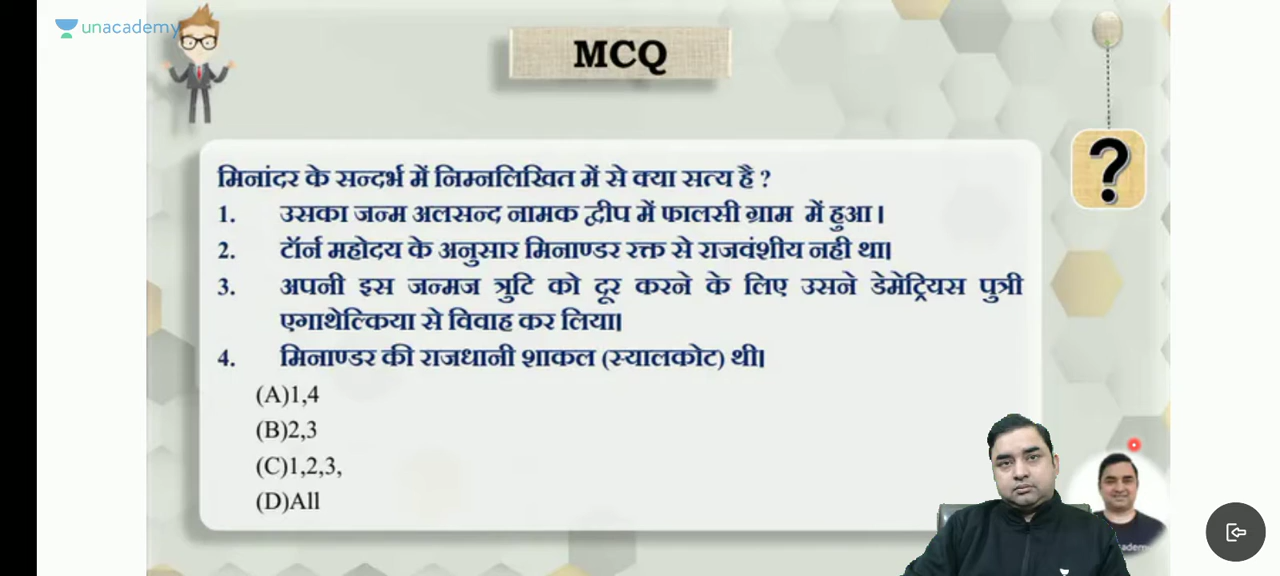 unacademy
MCQ
?
मिनांदर के सन्दर्भ में निम्नलिखित में से क्या सत्य है ?
1. उसका जन्म अलसन्द नामक द्वीप में फालसी ग्राम में हुआ।
2. टॉर्न महोदय के अनुसार मिनाण्डर रक्त से राजवंशीय नही था।
3. अपनी इस जन्मज त्रुटि को दूर करने के लिए उसने डेमेट्रियस पुत्री
एगाथेल्किया से विवाह कर लिया।
4. मिनाण्डर की राजधानी शाकल (स्यालकोट) थी।
(A)1,4
(B)2,3
(C)1,2,3,
(D)All